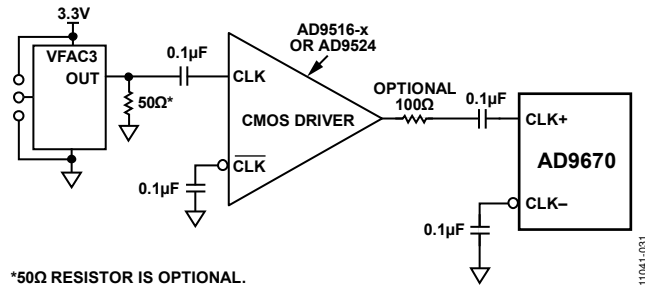 3.3V
VFAC3
OUT
50Ω*
0.1µF
CLK
CLK
0.1µF
CMOS DRIVER
AD9516-x
OR AD9524
OPTIONAL
100Ω
0.1µF
CLK+
AD9670
CLK–
0.1µF
*50Ω RESISTOR IS OPTIONAL.
11041-031